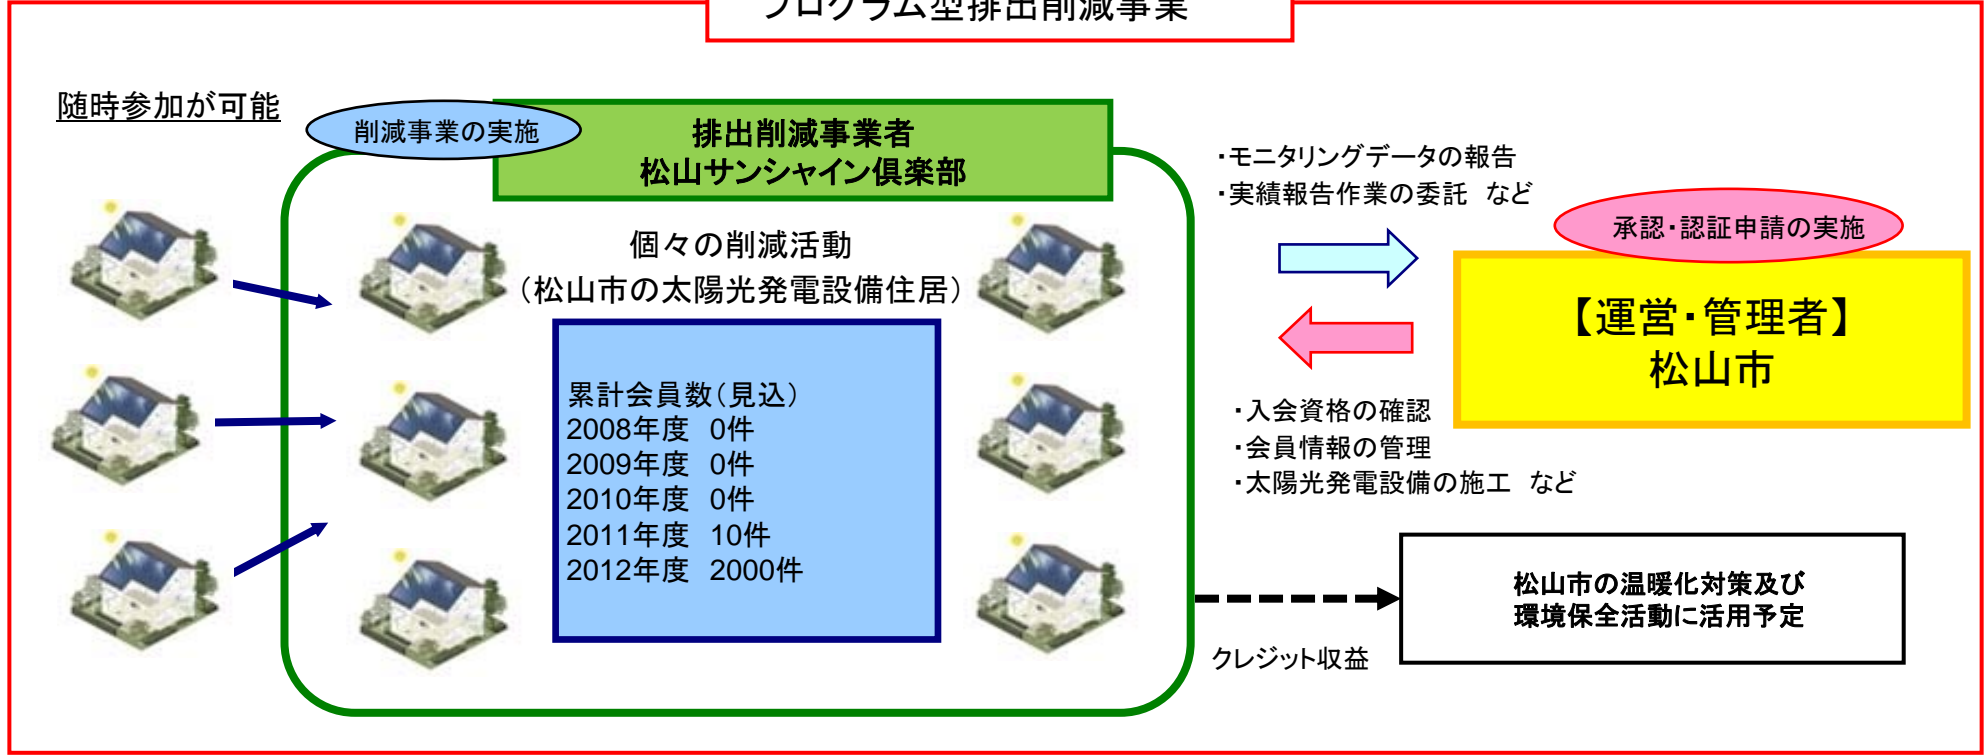 プログラム型排出削減事業
随時参加が可能
削減事業の実施
排出削減事業者
松山サンシャイン倶楽部
個々の削減活動
（松山市の太陽光発電設備住居）
累計会員数（見込）
2008年度　0件
2009年度　0件
2010年度　0件
2011年度　10件
2012年度　2000件
・モニタリングデータの報告
・実績報告作業の委託　など
承認・認証申請の実施
【運営・管理者】
松山市
・入会資格の確認
・会員情報の管理
・太陽光発電設備の施工　など
クレジット収益
松山市の温暖化対策及び
環境保全活動に活用予定